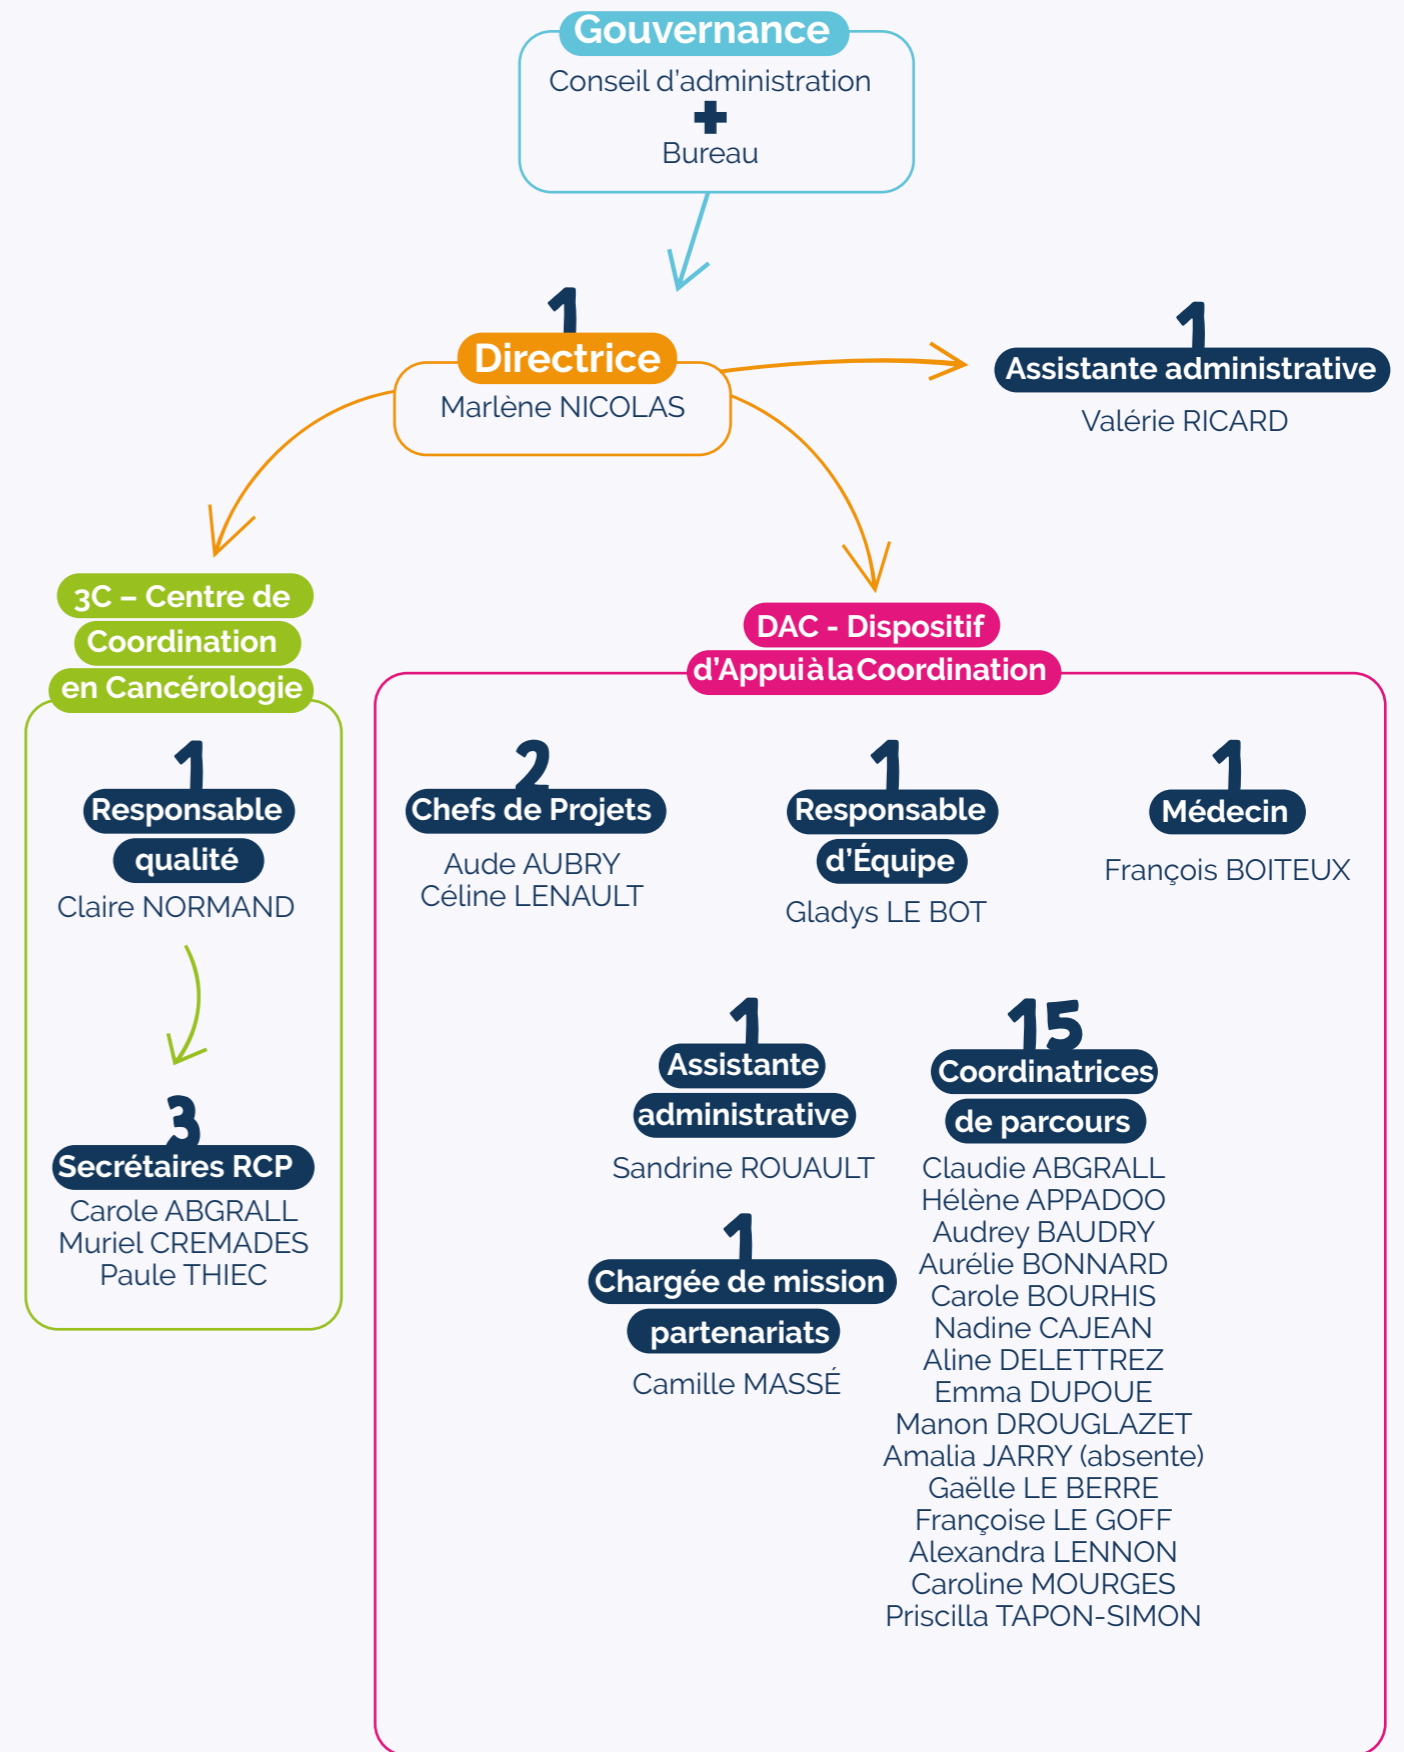 Gouvernance
Conseil d'administration
+
Bureau
1
Directrice
Marlène NICOLAS
1
Assistante administrative
Valérie RICARD
3C – Centre de
Coordination
en Cancérologie
1
Responsable
qualité
Claire NORMAND
3
Secrétaires RCP
Carole ABGRALL
Muriel CREMADES
Paule THIEC
DAC - Dispositif
d'Appui à la Coordination
2
Chefs de Projets
Aude AUBRY
Céline LENAULT
1
Responsable
d'Équipe
Gladys LE BOT
1
Médecin
François BOITEUX
1
Assistante
administrative
Sandrine ROUAULT
1
Chargée de mission
partenariats
Camille MASSÉ
15
Coordinatrices
de parcours
Claudie ABGRALL
Hélène APPADOO
Audrey BAUDRY
Aurélie BONNARD
Carole BOURHIS
Nadine CAJEAN
Aline DELETTREZ
Emma DUPOUE
Manon DROUGLAZET
Amalia JARRY (absente)
Gaëlle LE BERRE
Françoise LE GOFF
Alexandra LENNON
Caroline MOURGES
Priscilla TAPON-SIMON